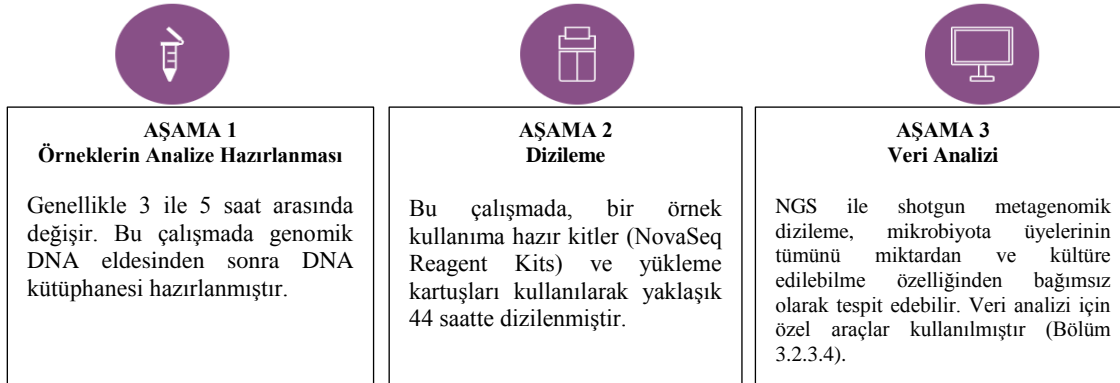 AŞAMA 1
Örneklerin Analize Hazırlanması
Genellikle 3 ile 5 saat arasında
değişir. Bu çalışmada genomik
DNA eldesinden sonra DNA
kütüphanesi hazırlanmıştır.
AŞAMA 2
Dizileme
Bu çalışmada, bir örnek
kullanıma hazır kitler (NovaSeq
Reagent Kits) ve yükleme
kartuşları kullanılarak yaklaşık
44 saatte dizilenmiştir.
AŞAMA 3
Veri Analizi
NGS ile shotgun metagenomik
dizileme, mikrobiyota üyelerinin
tümünü miktardan ve kültüre
edilebilme özelliğinden bağımsız
olarak tespit edebilir. Veri analizi için
özel araçlar kullanılmıştır (Bölüm
3.2.3.4).